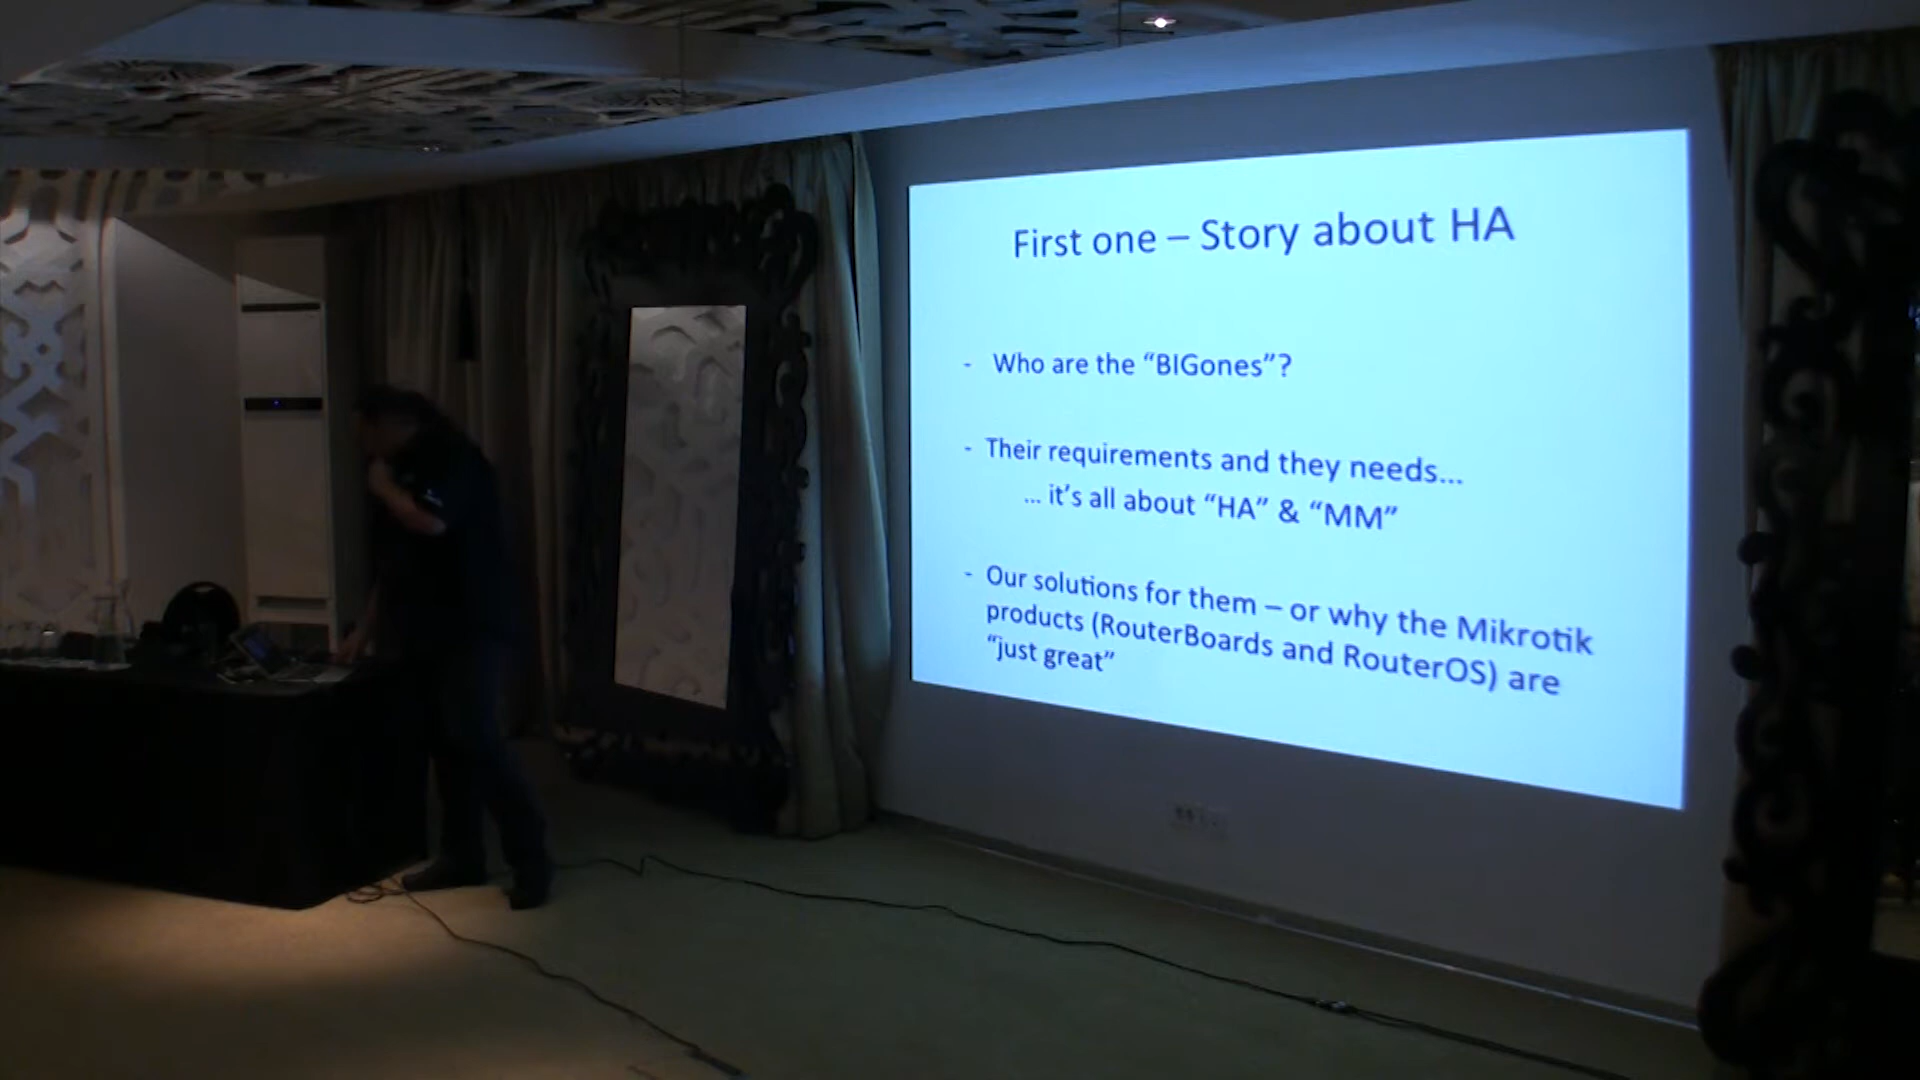 First one – Story about HA
- Who are the “BIGones”?
- Their requirements and they needs...
... it’s all about “HA” & “MM”
- Our solutions for them – or why the Mikrotik
products (RouterBoards and RouterOS) are
“just great”